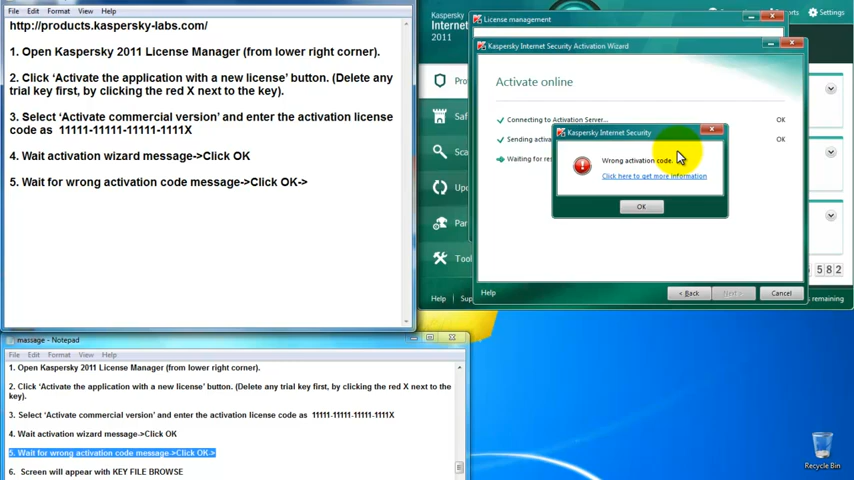 File Edit Format View Help
http://products.kaspersky-labs.com/
1. Open Kaspersky 2011 License Manager (from lower right corner).
2. Click ‘Activate the application with a new license’ button. (Delete any
trial key first, by clicking the red X next to the key).
3. Select ‘Activate commercial version’ and enter the activation license
code as 11111-11111-11111-1111X
4. Wait activation wizard message->Click OK
5. Wait for wrong activation code message->Click OK->
Kaspersky
Internet
2011
Settings
License management
Kaspersky Internet Security Activation Wizard
Activate online
Connecting to Activation Server... OK
OK
Kaspersky Internet Security
Wrong activation code.
Click here to get more information
OK
Help < Back Next > Cancel
582
Help
remaining
massage - Notepad
File Edit Format View Help
1. Open Kaspersky 2011 License Manager (from lower right corner).
2. Click ‘Activate the application with a new license’ button. (Delete any trial key first, by clicking the red X next to the
key).
3. Select ‘Activate commercial version’ and enter the activation license code as 11111-11111-11111-1111X
4. Wait activation wizard message->Click OK
5. Wait for wrong activation code message->Click OK->
6. Screen will appear with KEY FILE BROWSE
Recycle Bin